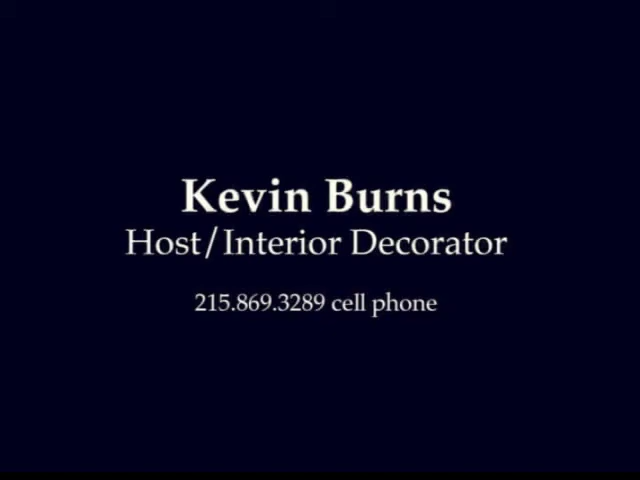 Kevin Burns
Host/Interior Decorator
215.869.3289 cell phone